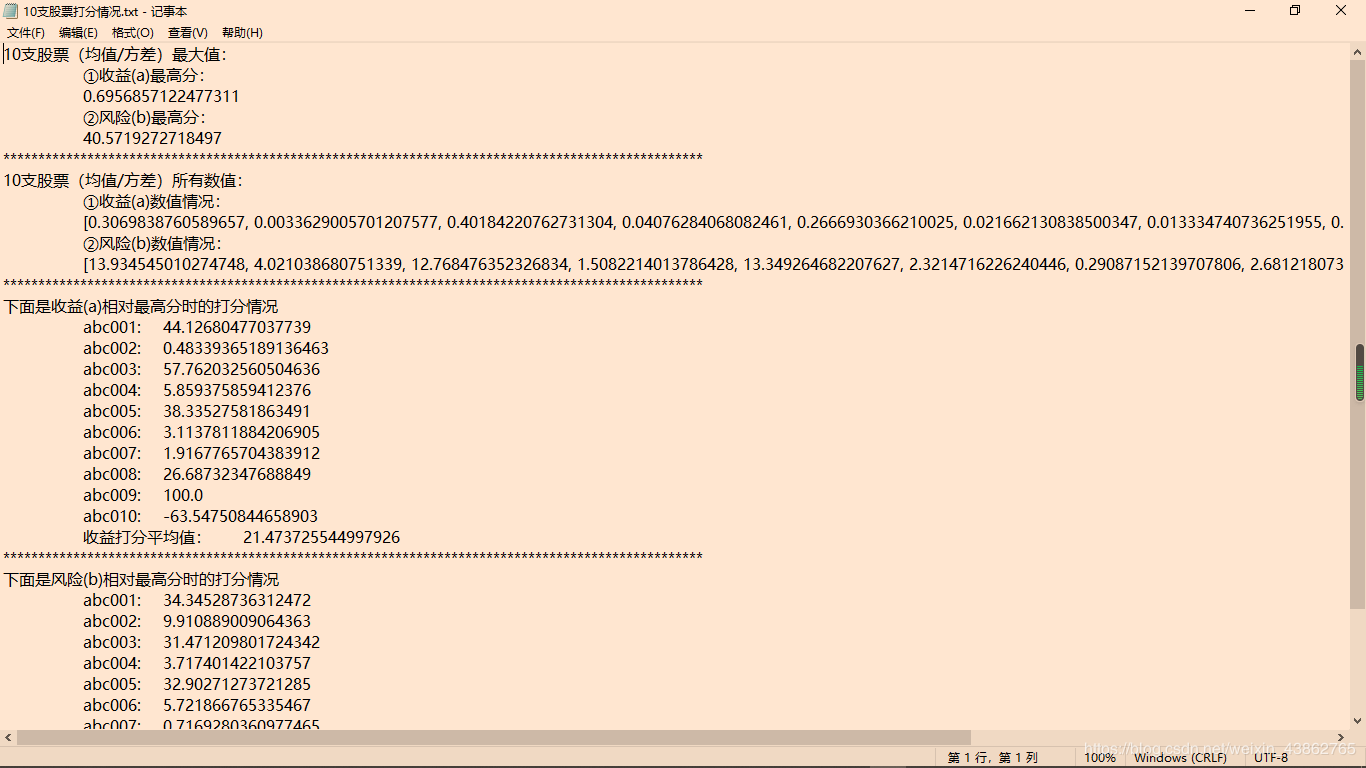 10支股票打分情况.txt - 记事本
文件(F) 编辑(E) 格式(O) 查看(V) 帮助(H)
10支股票（均值/方差）最大值：
①收益(a)最高分：
0.6956857122477311
②风险(b)最高分：
40.5719272718497
****************************************************************************************************
10支股票（均值/方差）所有数值：
①收益(a)数值情况：
[0.3069838760589657, 0.0033629005701207577, 0.40184220762731304, 0.04076284068082461, 0.2666930366210025, 0.021662130838500347, 0.013334740736251955, 0.
②风险(b)数值情况：
[13.934545010274748, 4.021038680751339, 12.768476352326834, 1.5082214013786428, 13.349264682207627, 2.3214716226240446, 0.29087152139707806, 2.681218073
****************************************************************************************************
下面是收益(a)相对最高分时的打分情况
abc001: 44.12680477037739
abc002: 0.48339365189136463
abc003: 57.762032560504636
abc004: 5.859375859412376
abc005: 38.33527581863491
abc006: 3.1137811884206905
abc007: 1.9167765704383912
abc008: 26.68732347688849
abc009: 100.0
abc010: -63.54750844658903
收益打分平均值： 21.473725544997926
****************************************************************************************************
下面是风险(b)相对最高分时的打分情况
abc001: 34.34528736312472
abc002: 9.910889009064363
abc003: 31.471209801724342
abc004: 3.717401422103757
abc005: 32.90271273721285
abc006: 5.721866765335467
abc007: 0.7169280360977465
https://blog.csdn.net/weixin_43862765
第 1 行，第 1 列 100% Windows (CRLF) UTF-8